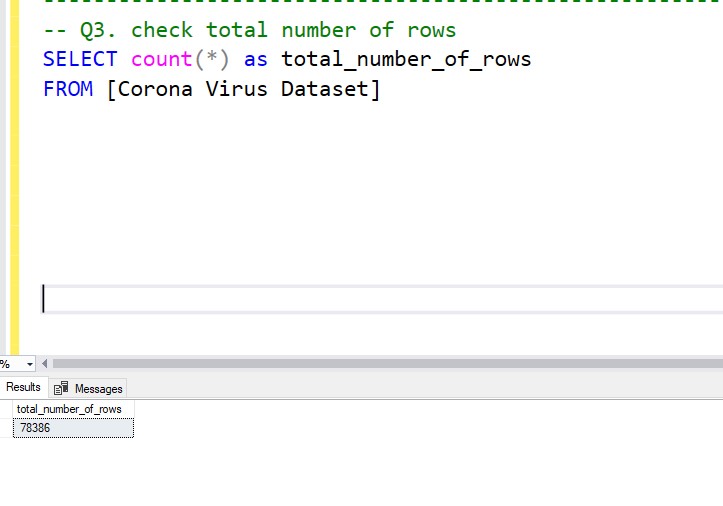 -- Q3. check total number of rows
SELECT count(*) as total_number_of_rows
FROM [Corona Virus Dataset]
%
Results Messages
total_number_of_rows
78386